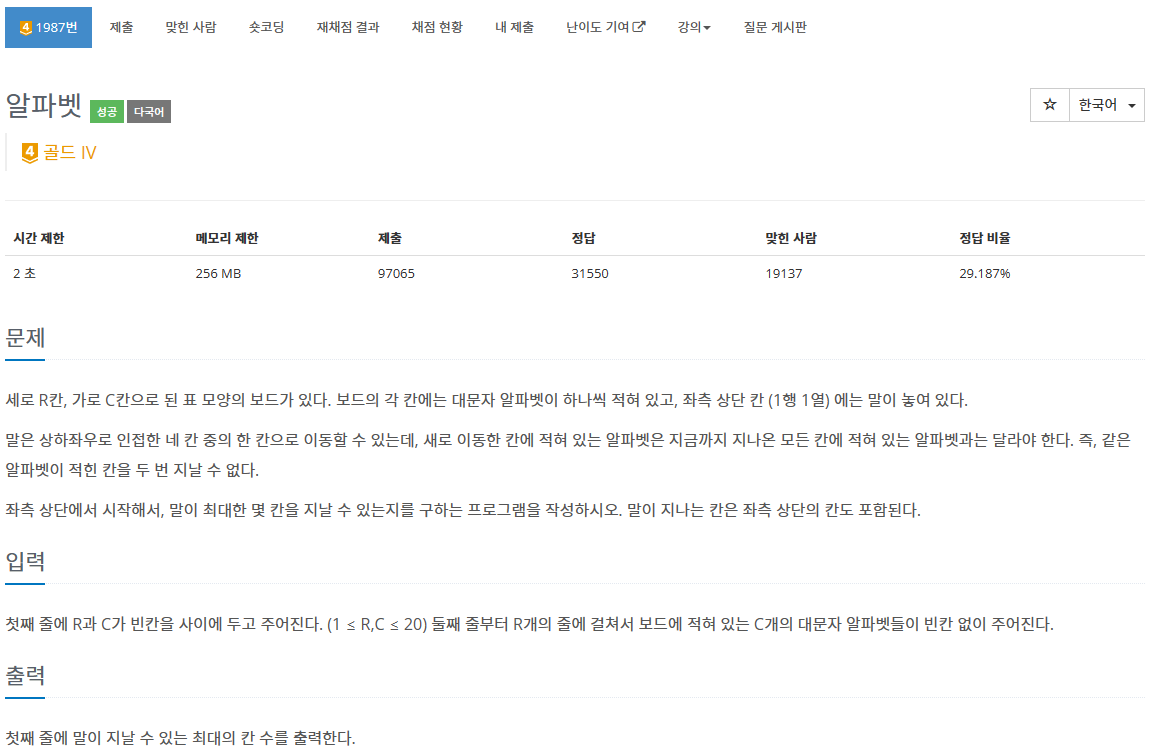 4 1987번 제출 맞힌 사람 숏코딩 재채점 결과 채점 현황 내 제출 난이도 기여 강의 질문 게시판
알파벳 성공 다국어 ☆ 한국어
4 골드 IV
시간 제한 메모리 제한 제출 정답 맞힌 사람 정답 비율
2 초 256 MB 97065 31550 19137 29.187%
문제
세로 R칸, 가로 C칸으로 된 표 모양의 보드가 있다. 보드의 각 칸에는 대문자 알파벳이 하나씩 적혀 있고, 좌측 상단 칸 (1행 1열) 에는 말이 놓여 있다.
말은 상하좌우로 인접한 네 칸 중의 한 칸으로 이동할 수 있는데, 새로 이동한 칸에 적혀 있는 알파벳은 지금까지 지나온 모든 칸에 적혀 있는 알파벳과는 달라야 한다. 즉, 같은
알파벳이 적힌 칸을 두 번 지날 수 없다.
좌측 상단에서 시작해서, 말이 최대한 몇 칸을 지날 수 있는지를 구하는 프로그램을 작성하시오. 말이 지나는 칸은 좌측 상단의 칸도 포함된다.
입력
첫째 줄에 R과 C가 빈칸을 사이에 두고 주어진다. (1 ≤ R,C ≤ 20) 둘째 줄부터 R개의 줄에 걸쳐서 보드에 적혀 있는 C개의 대문자 알파벳들이 빈칸 없이 주어진다.
출력
첫째 줄에 말이 지날 수 있는 최대의 칸 수를 출력한다.